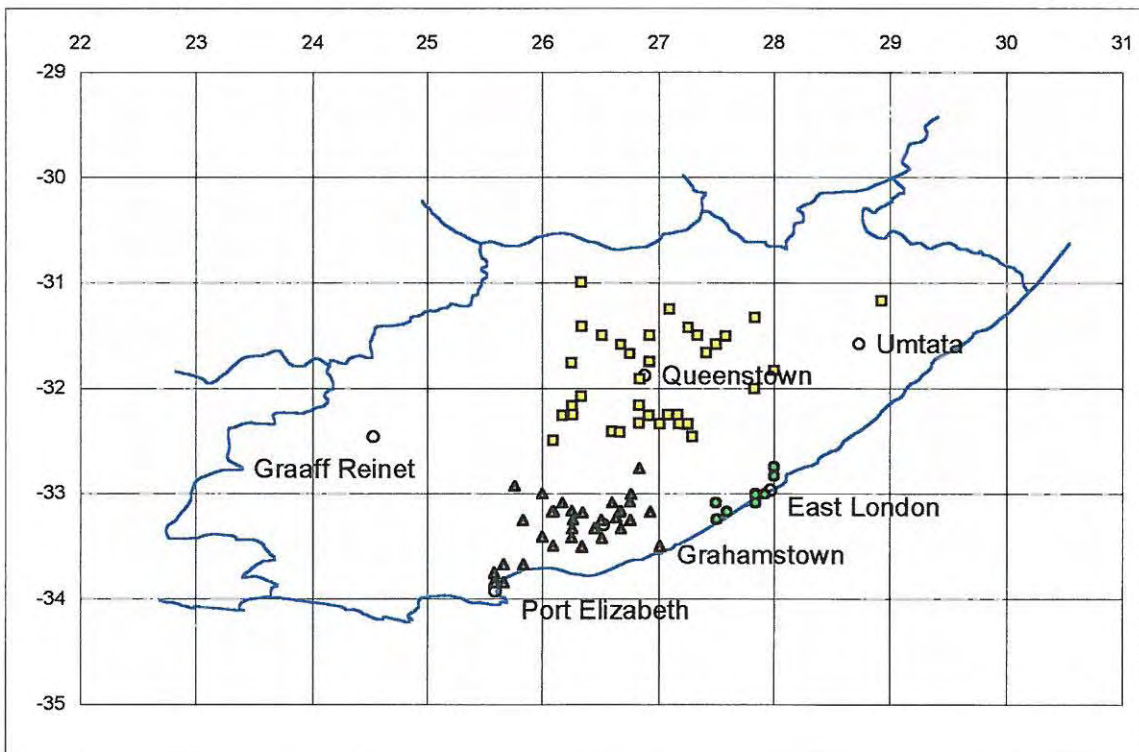 22 23 24 25 26 27 28 29 30 31
-29
-30
-31
Umtata
Queenstown
-32
Graaff Reinet
-33
East London
Grahamstown
-34
Port Elizabeth
-35